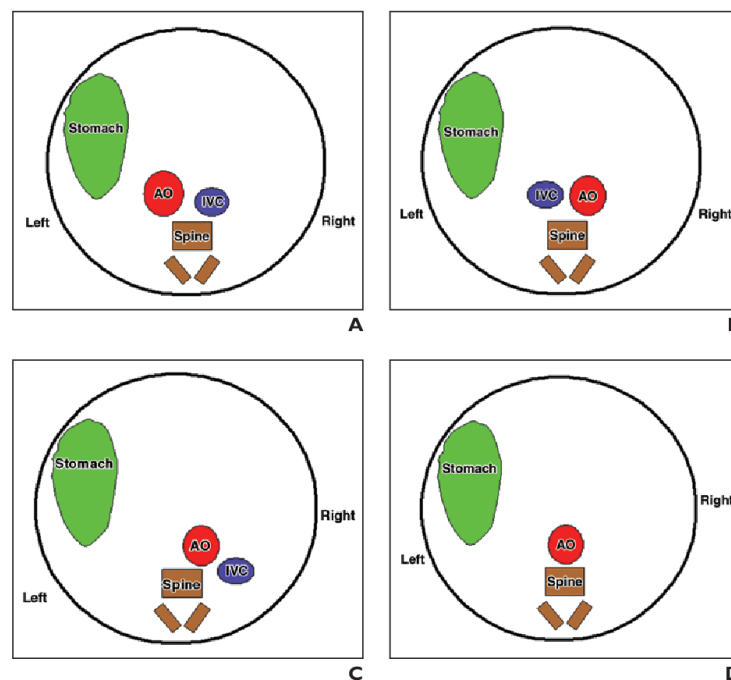 Stomach
AO
IVC
Spine
Left
Right
A
Stomach
IVC
AO
Spine
Left
Right
Stomach
AO
IVC
Spine
Left
Right
C
Stomach
AO
Spine
Left
Right
D